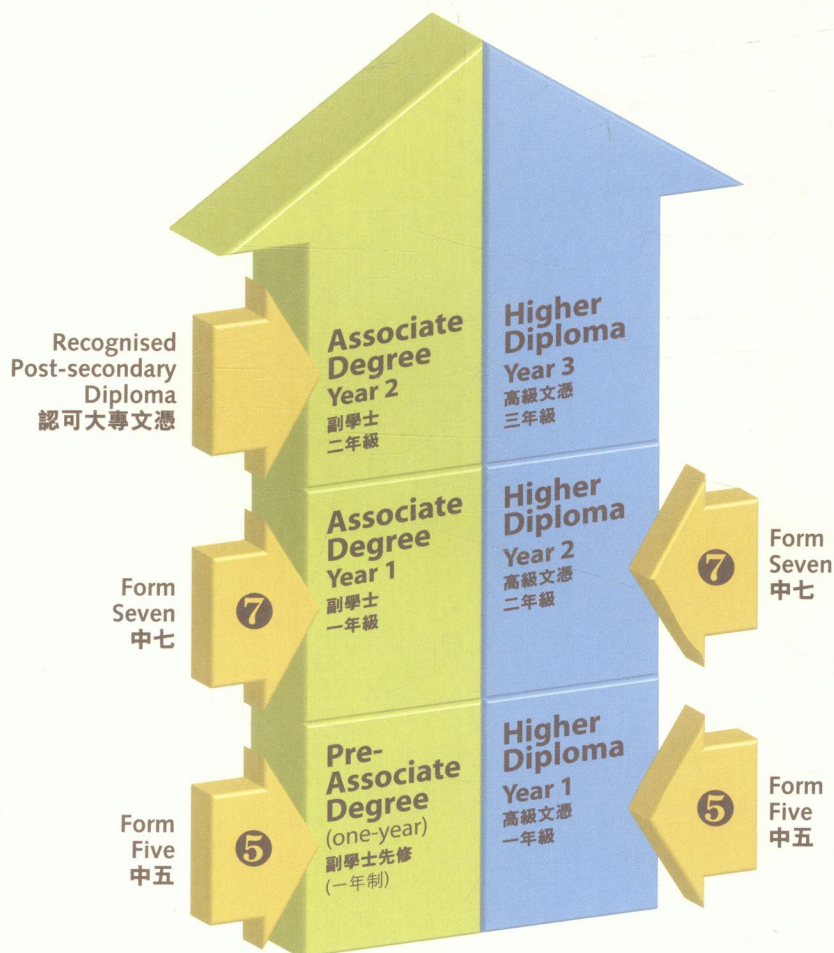 Recognised
Post-secondary
Diploma
認可大專文憑
Associate
Degree
Year 2
副學士
二年級
Higher
Diploma
Year 3
高級文憑
三年級
Form
Seven
中七
7
Associate
Degree
Year 1
副學士
一年級
Higher
Diploma
Year 2
高級文憑
二年級
7
Form
Seven
中七
Form
Five
中五
5
Pre-
Associate
Degree
(one-year)
副學士先修
(一年制)
Higher
Diploma
Year 1
高級文憑
一年級
5
Form
Five
中五